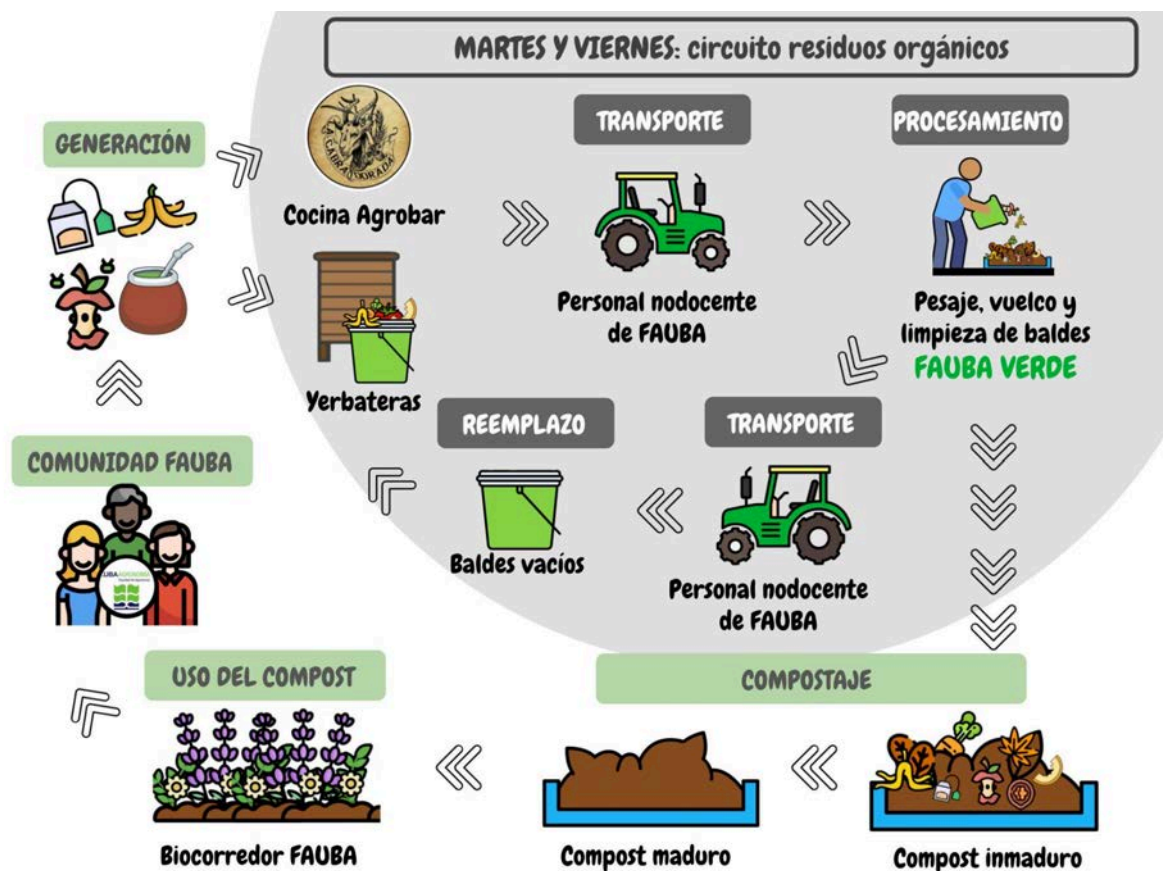 MARTES Y VIERNES: circuito residuos orgánicos
GENERACIÓN
CABRA DORADA
Cocina Agrobar
Yerbateras
TRANSPORTE
Personal nodocente
de FAUBA
PROCESAMIENTO
Pesaje, vuelco y
limpieza de baldes
FAUBA VERDE
TRANSPORTE
Personal nodocente
de FAUBA
REEMPLAZO
Baldes vacíos
COMUNIDAD FAUBA
COMPOSTAJE
Compost inmaduro
Compost maduro
USO DEL COMPOST
Biocorredor FAUBA